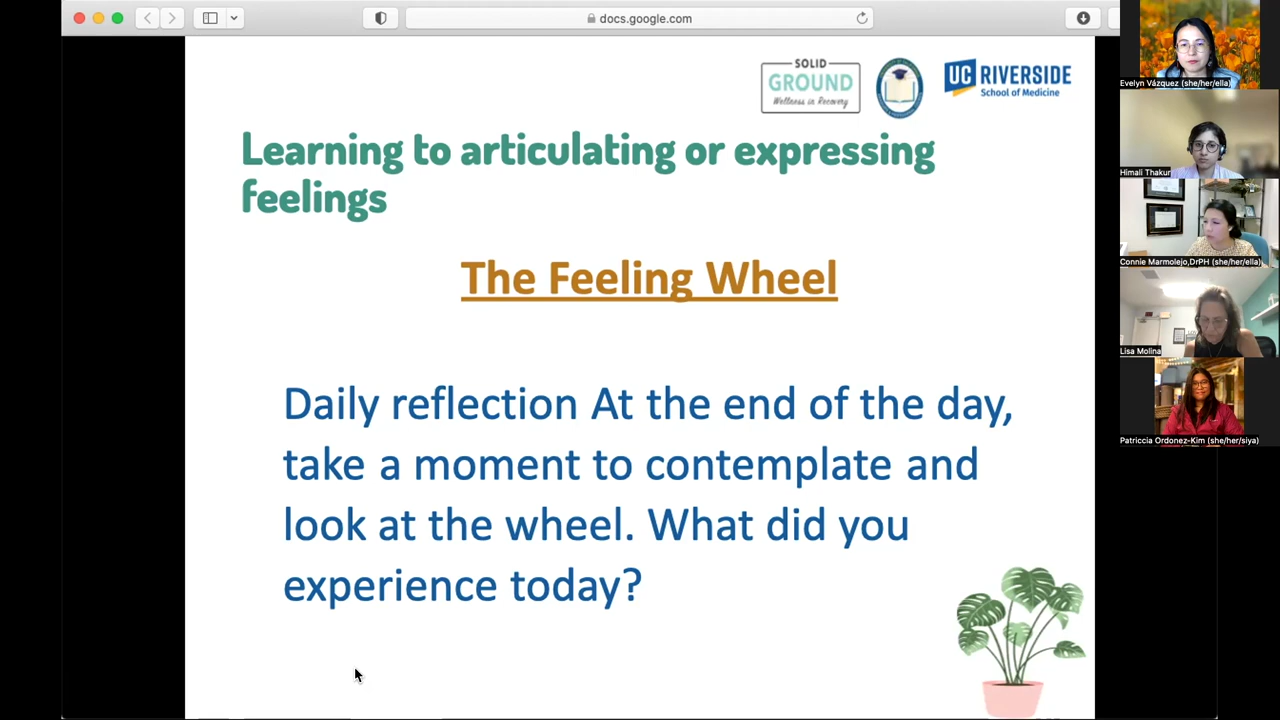 docs.google.com
SOLID
GROUND
Wellness in Recovery
UC RIVERSIDE
School of Medicine
Learning to articulating or expressing
feelings
The Feeling Wheel
Daily reflection At the end of the day,
take a moment to contemplate and
look at the wheel. What did you
experience today?
Evelyn Vázquez (she/her/ella)
Himali Thakur
Connie Marmolejo,DrPH (she/her/ella)
Lisa Molina
Patriccia Ordonez-Kim (she/her/siya)